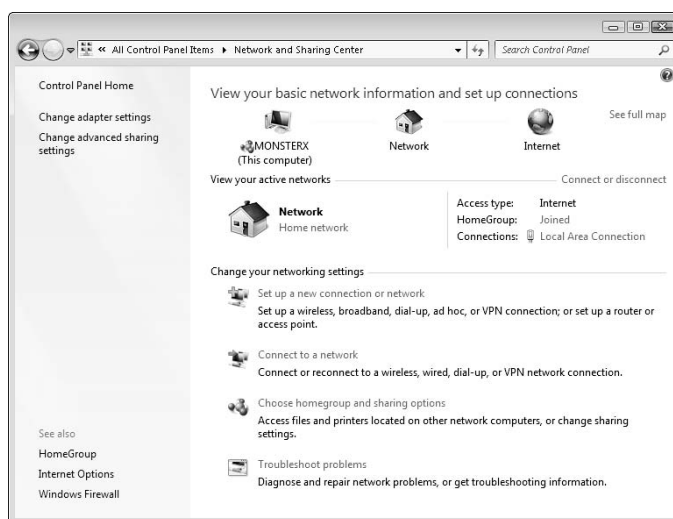 « All Control Panel Items ▸ Network and Sharing Center
Search Control Panel
Control Panel Home
Change adapter settings
Change advanced sharing
settings
See also
HomeGroup
Internet Options
Windows Firewall
View your basic network information and set up connections
See full map
MONSTERX
(This computer)
Network
Internet
View your active networks
Connect or disconnect
Network
Home network
Access type: Internet
HomeGroup: Joined
Connections: Local Area Connection
Change your networking settings
Set up a new connection or network
Set up a wireless, broadband, dial-up, ad hoc, or VPN connection; or set up a router or
access point.
Connect to a network
Connect or reconnect to a wireless, wired, dial-up, or VPN network connection.
Choose homegroup and sharing options
Access files and printers located on other network computers, or change sharing
settings.
Troubleshoot problems
Diagnose and repair network problems, or get troubleshooting information.